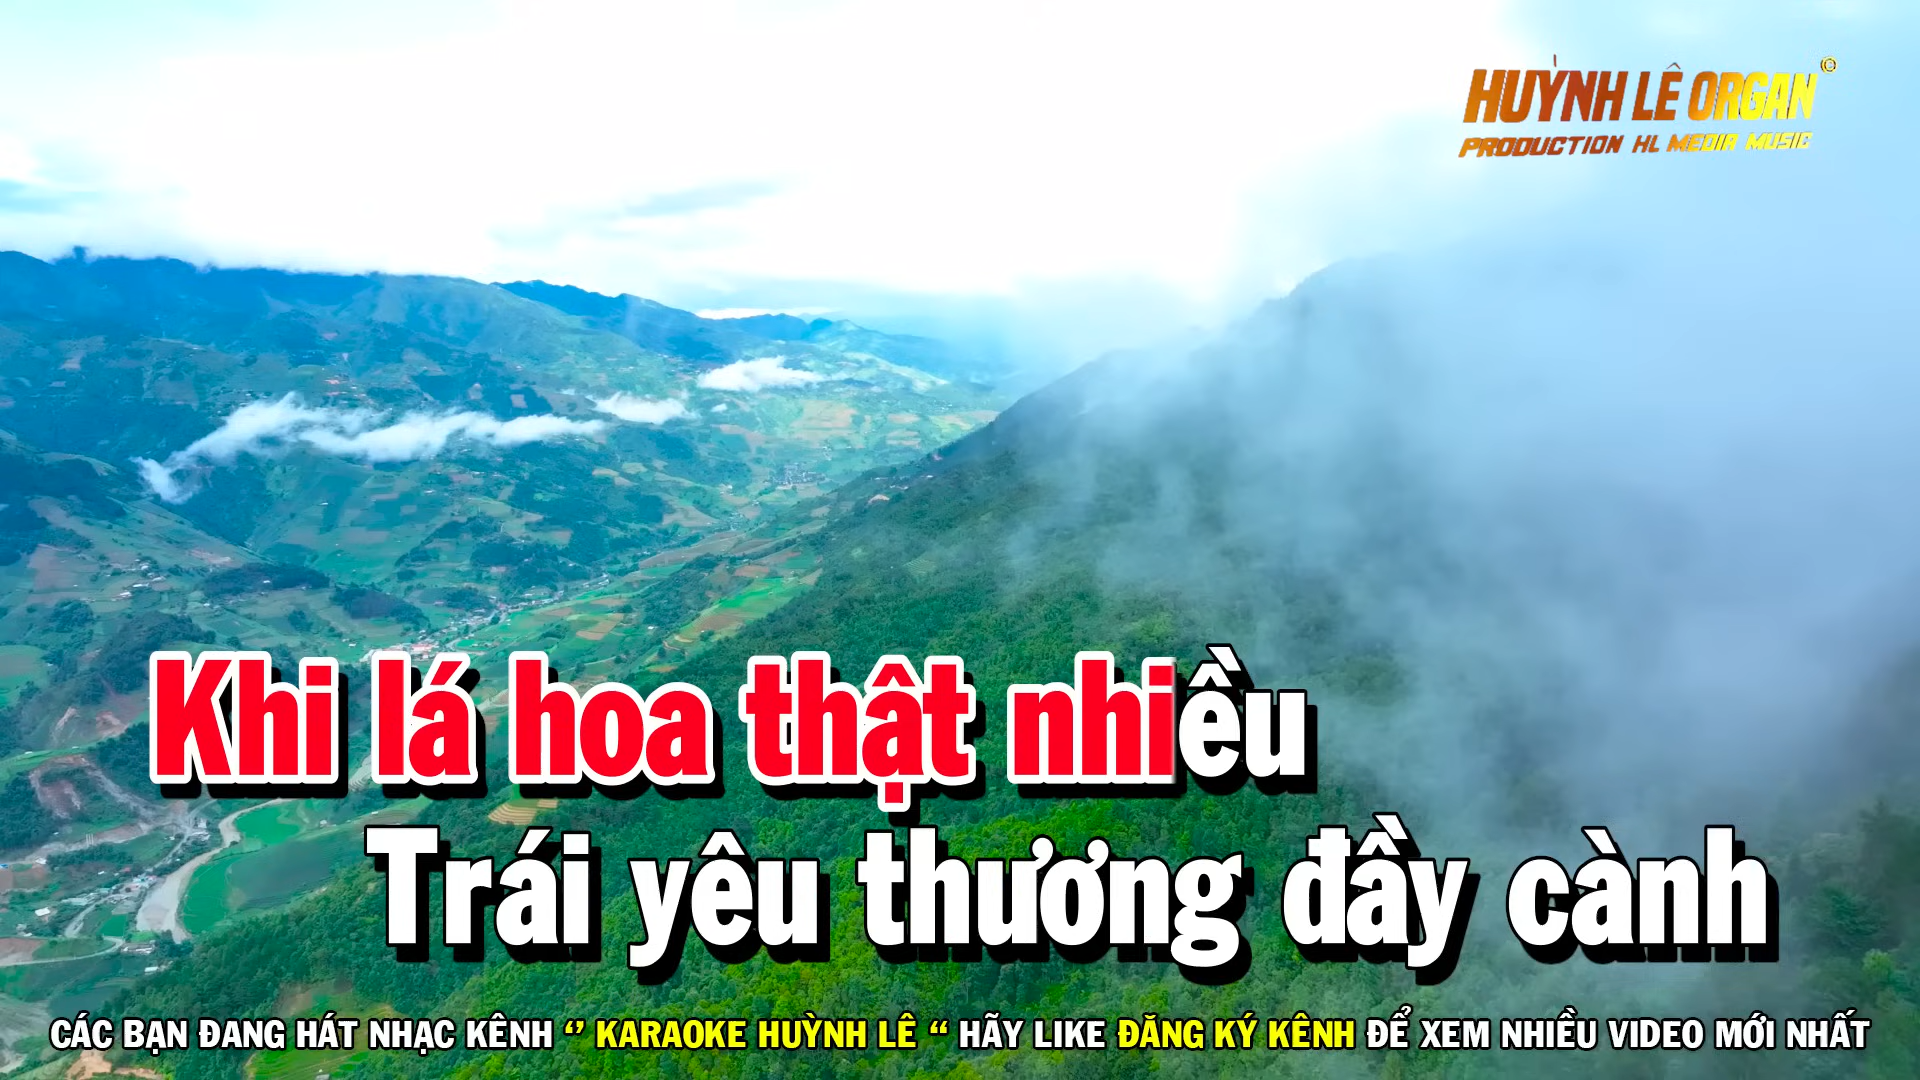 HUỲNH LÊ ORGAN ©
PRODUCTION HL MEDIA MUSIC
Khi lá hoa thật nhiều
Trái yêu thương đầy cành
CÁC BẠN ĐANG HÁT NHẠC KÊNH ‘’ KARAOKE HUỲNH LÊ “ HÃY LIKE ĐĂNG KÝ KÊNH ĐỂ XEM NHIỀU VIDEO MỚI NHẤT